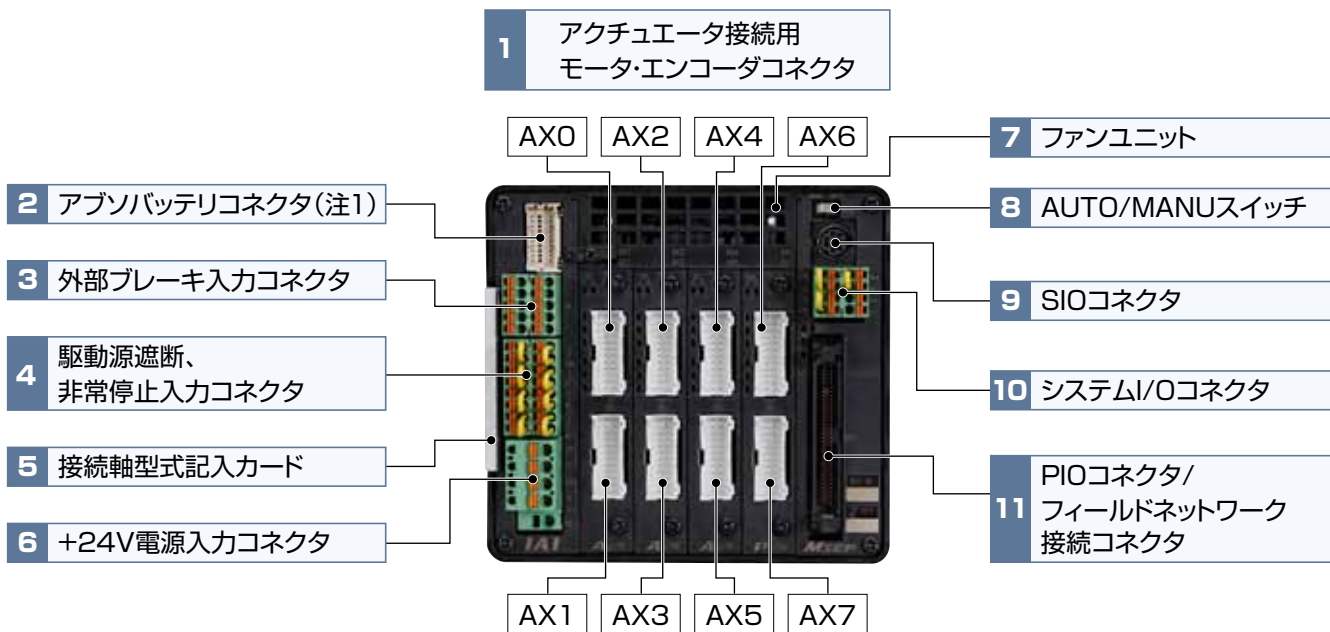 1 アクチュエータ接続用
モータ・エンコーダコネクタ
AX0 AX2 AX4 AX6
2 アブソバッテリコネクタ(注1)
3 外部ブレーキ入力コネクタ
4 駆動源遮断、
非常停止入力コネクタ
5 接続軸型式記入カード
6 +24V電源入力コネクタ
7 ファンユニット
8 AUTO/MANUスイッチ
9 SIOコネクタ
10 システムI/Oコネクタ
11 PIOコネクタ/
フィールドネットワーク
接続コネクタ
IAI
AX1 AX3 AX5 AX7